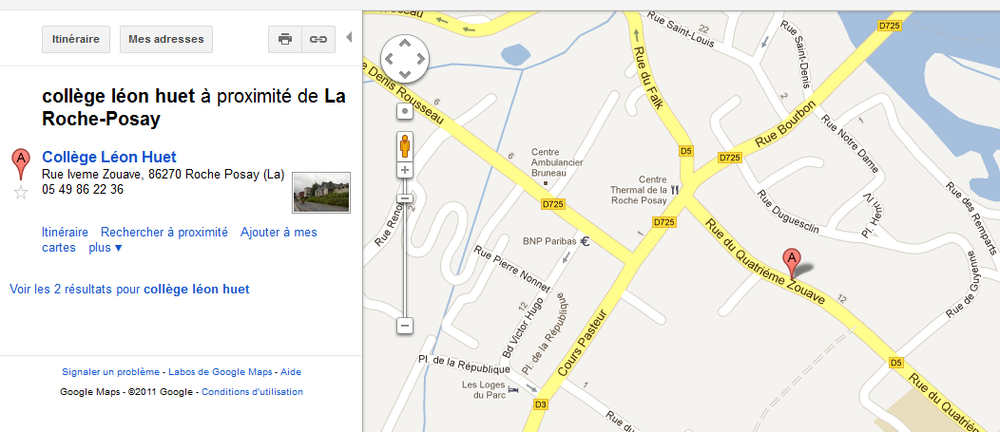 Itinéraire
Mes adresses
collège léon huet à proximité de La
Roche-Posay
A
Collège Léon Huet
Rue Iveme Zouave, 86270 Roche Posay (La)
05 49 86 22 36
Itinéraire Rechercher à proximité Ajouter à mes
cartes plus
Voir les 2 résultats pour collège léon huet
Signaler un problème - Labos de Google Maps - Aide
Google Maps - ©2011 Google - Conditions d'utilisation
Rousseau
Rue Saint-Louis
22
Rue Saint-Denis
D725
Rue du Falk
e Denis Rousseau
6
2
Rue Bourbon
1
Rue Notre Dame
6
Centre
Ambulancier
Bruneau
D5
D725
Centre
Thermal de la
Roche Posay
D725
Rue Reno
2
Rue Duguesclin
Pl. Hem IV
Rue des Remparts
D725
1
BNP Paribas
Rue du Quatriéme Zouave
A
Rue Pierre Nonnet
12
Rue de Guyenne
12
Bd Victor Hugo
Pl. de la République
Cours Pasteur
Pl. de la République
D5
Les Loges
du Parc
D3
1
Rue du
Rue du Quatrié